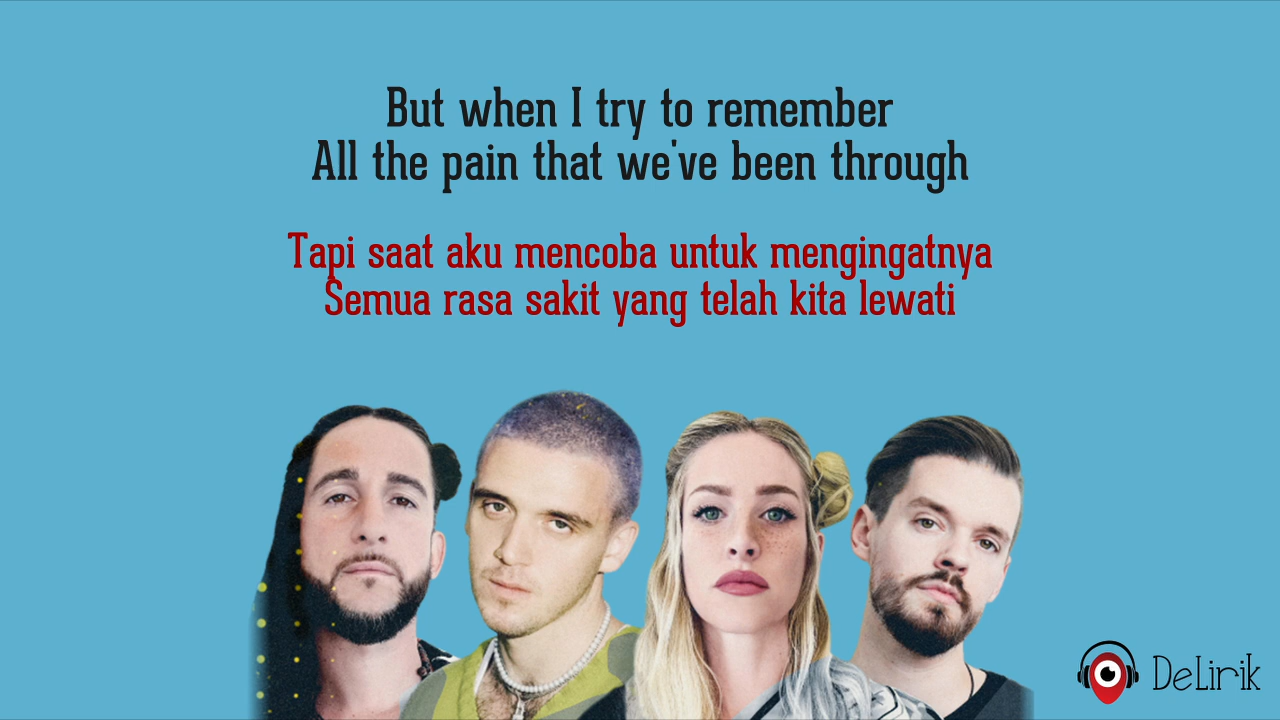 But when I try to remember
All the pain that we've been through
Tapi saat aku mencoba untuk mengingatnya
Semua rasa sakit yang telah kita lewati
DeLirik